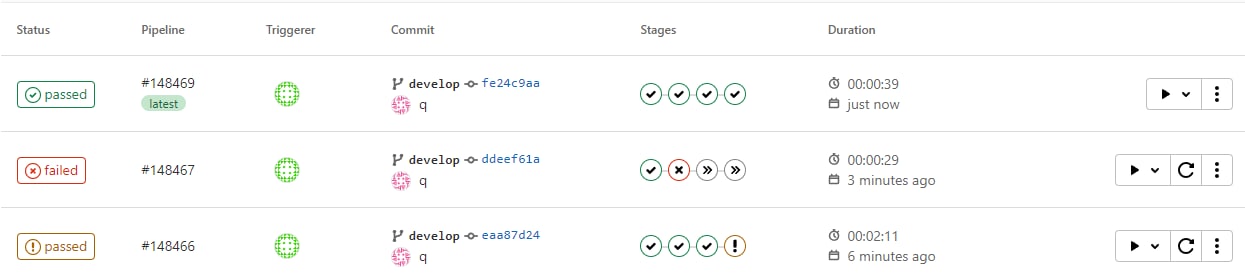 Status Pipeline Triggerer Commit Stages Duration
passed #148469 develop fe24c9aa 00:00:39
latest q just now
failed #148467 develop ddeef61a 00:00:29
q 3 minutes ago
passed #148466 develop eaa87d24 00:02:11
q 6 minutes ago